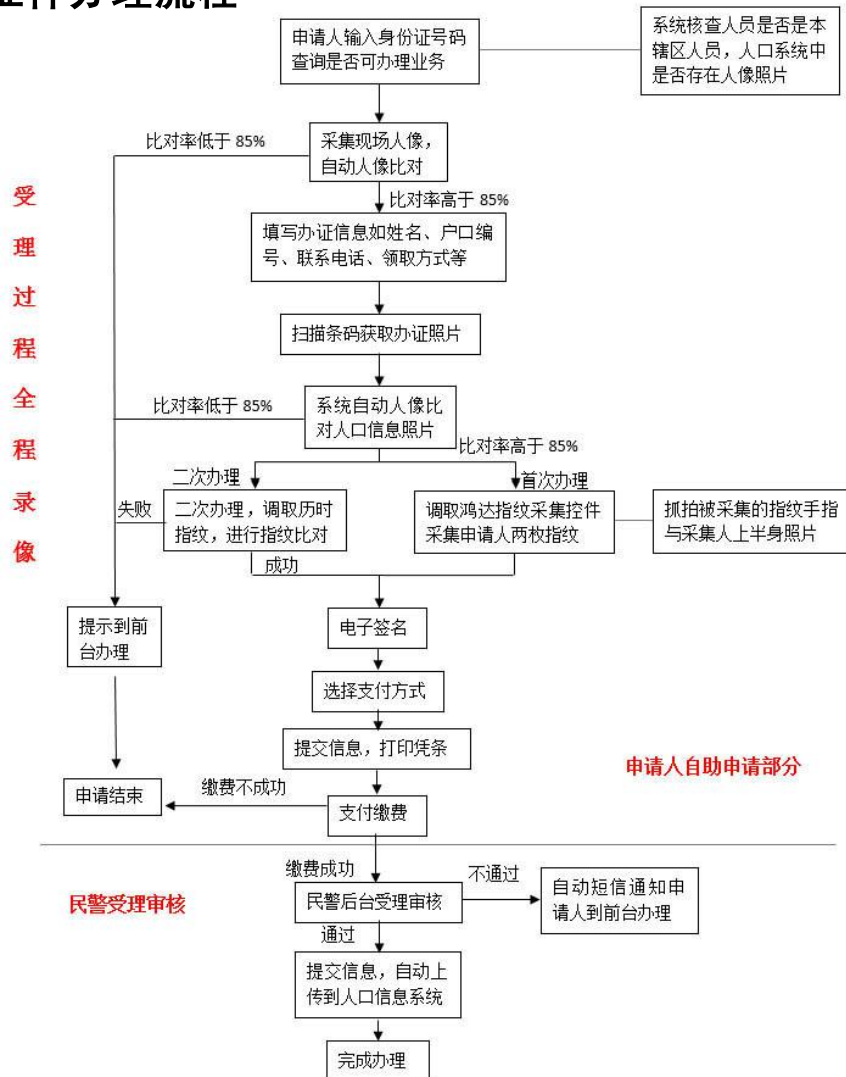 证件办理流程
申请人输入身份证号码
查询是否可办理业务
系统核查人员是否是本
辖区人员，人口系统中
是否存在人像照片
比对率低于 85%
采集现场人像，
自动人像比对
比对率高于 85%
受
理
过
程
全
程
录
像
填写办证信息如姓名、户口编
号、联系电话、领取方式等
扫描条码获取办证照片
比对率低于 85%
系统自动人像比
对人口信息照片
比对率高于 85%
二次办理
首次办理
失败
二次办理，调取历时
指纹，进行指纹比对
调取鸿达指纹采集控件
采集申请人两枚指纹
抓拍被采集的指纹手指
与采集人上半身照片
成功
提示到前
台办理
电子签名
选择支付方式
提交信息，打印凭条
申请人自助申请部分
申请结束
缴费不成功
支付缴费
缴费成功
不通过
民警受理审核
民警后台受理审核
自动短信通知申
请人到前台办理
通过
提交信息，自动上
传到人口信息系统
完成办理